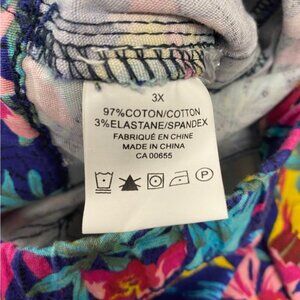 3X
97%COTON/COTTON
3%ELASTANE/SPANDEX
FABRIQUÉ EN CHINE
MADE IN CHINA
CA 00655
P